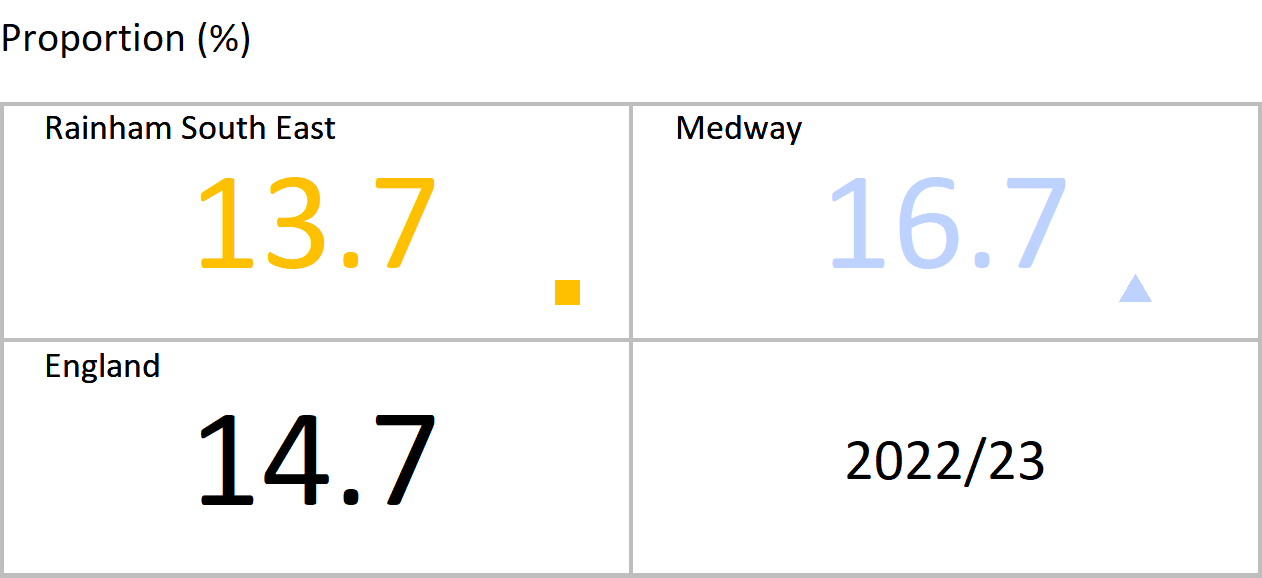 Proportion (%)
Rainham South East
13.7
Medway
16.7
England
14.7
2022/23